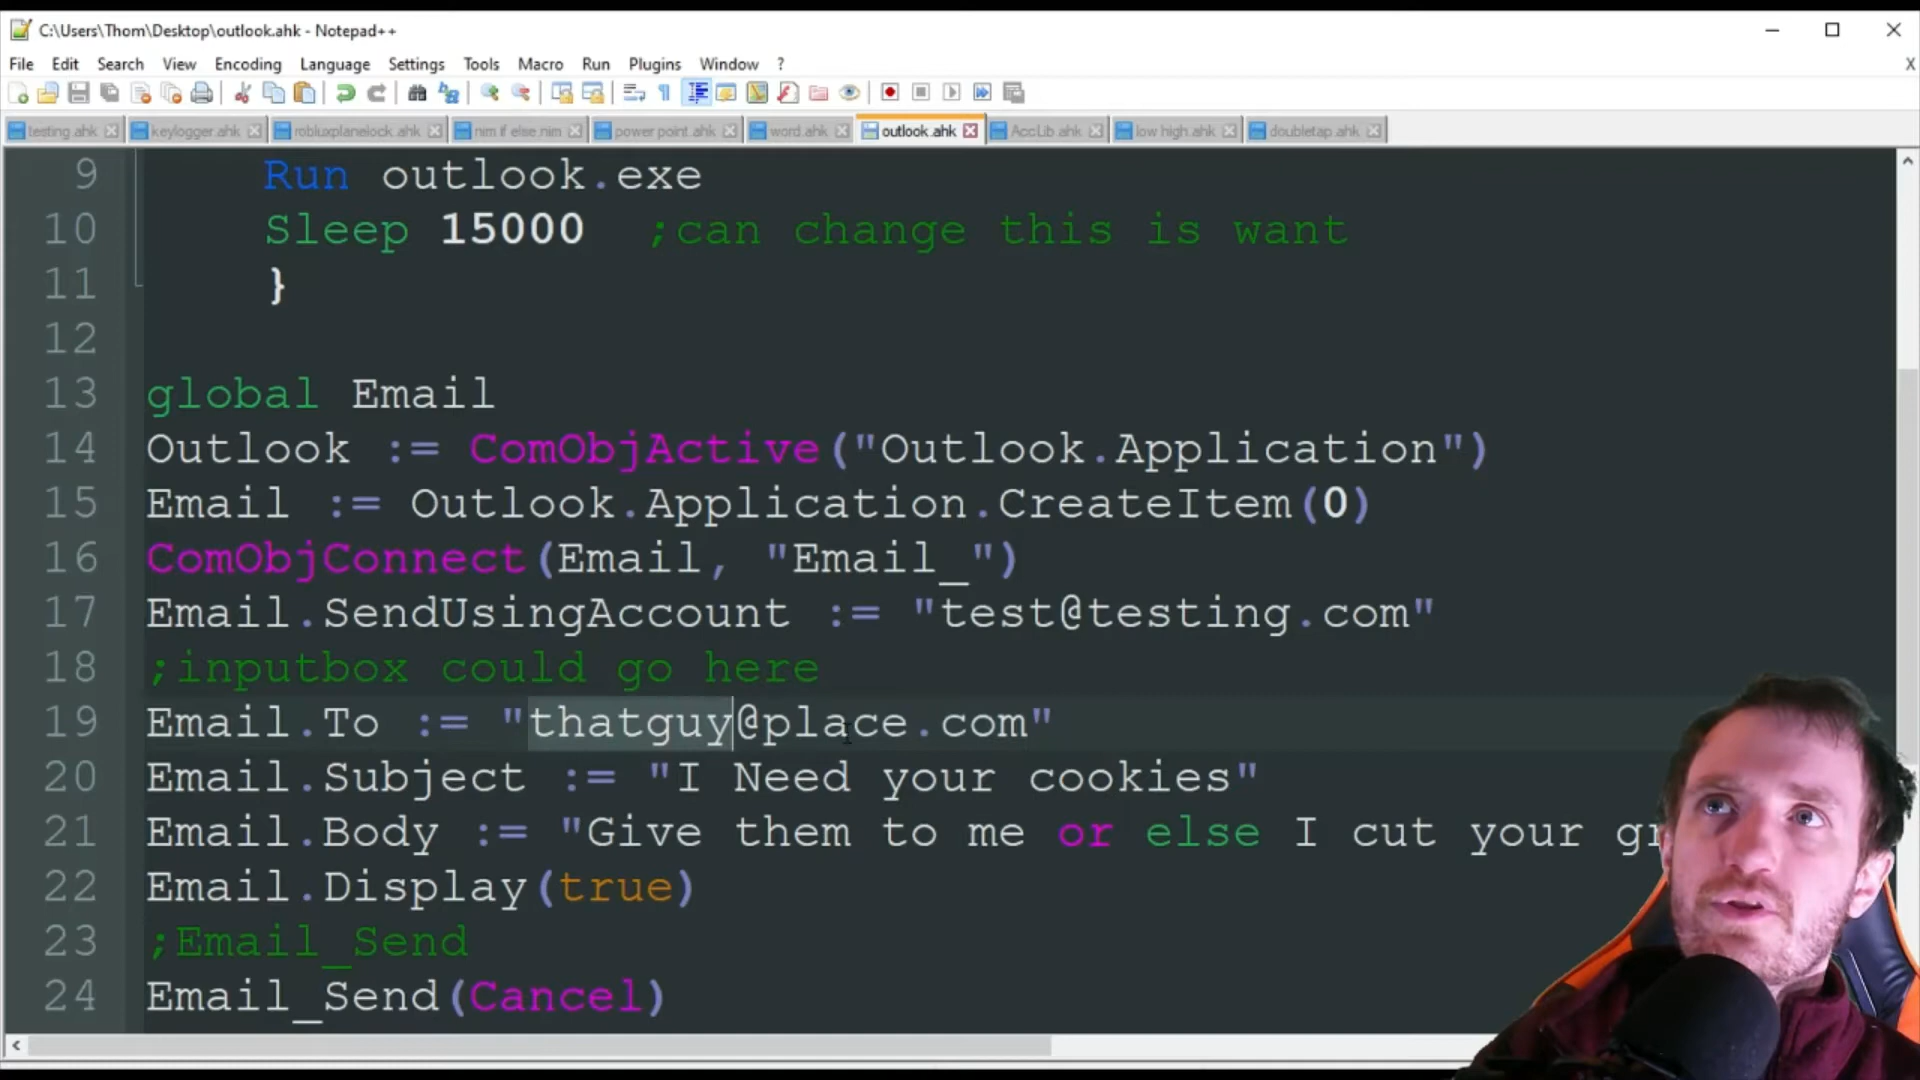 C:\Users\Thom\Desktop\outlook.ahk - Notepad++
File Edit Search View Encoding Language Settings Tools Macro Run Plugins Window ? X
testing.ahk keylogger.ahk robluxplanelock.ahk nim if else.nim power point.ahk word.ahk outlook.ahk AccLib.ahk low high.ahk doubletap.ahk
9 Run outlook.exe
10 Sleep 15000 ;can change this is want
11 }
12
13 global Email
14 Outlook := ComObjActive("Outlook.Application")
15 Email := Outlook.Application.CreateItem(0)
16 ComObjConnect(Email, "Email_")
17 Email.SendUsingAccount := "test@testing.com"
18 ;inputbox could go here
19 Email.To := "thatguy@place.com"
20 Email.Subject := "I Need your cookies"
21 Email.Body := "Give them to me or else I cut your
22 Email.Display(true)
23 ;Email_Send
24 Email_Send(Cancel)